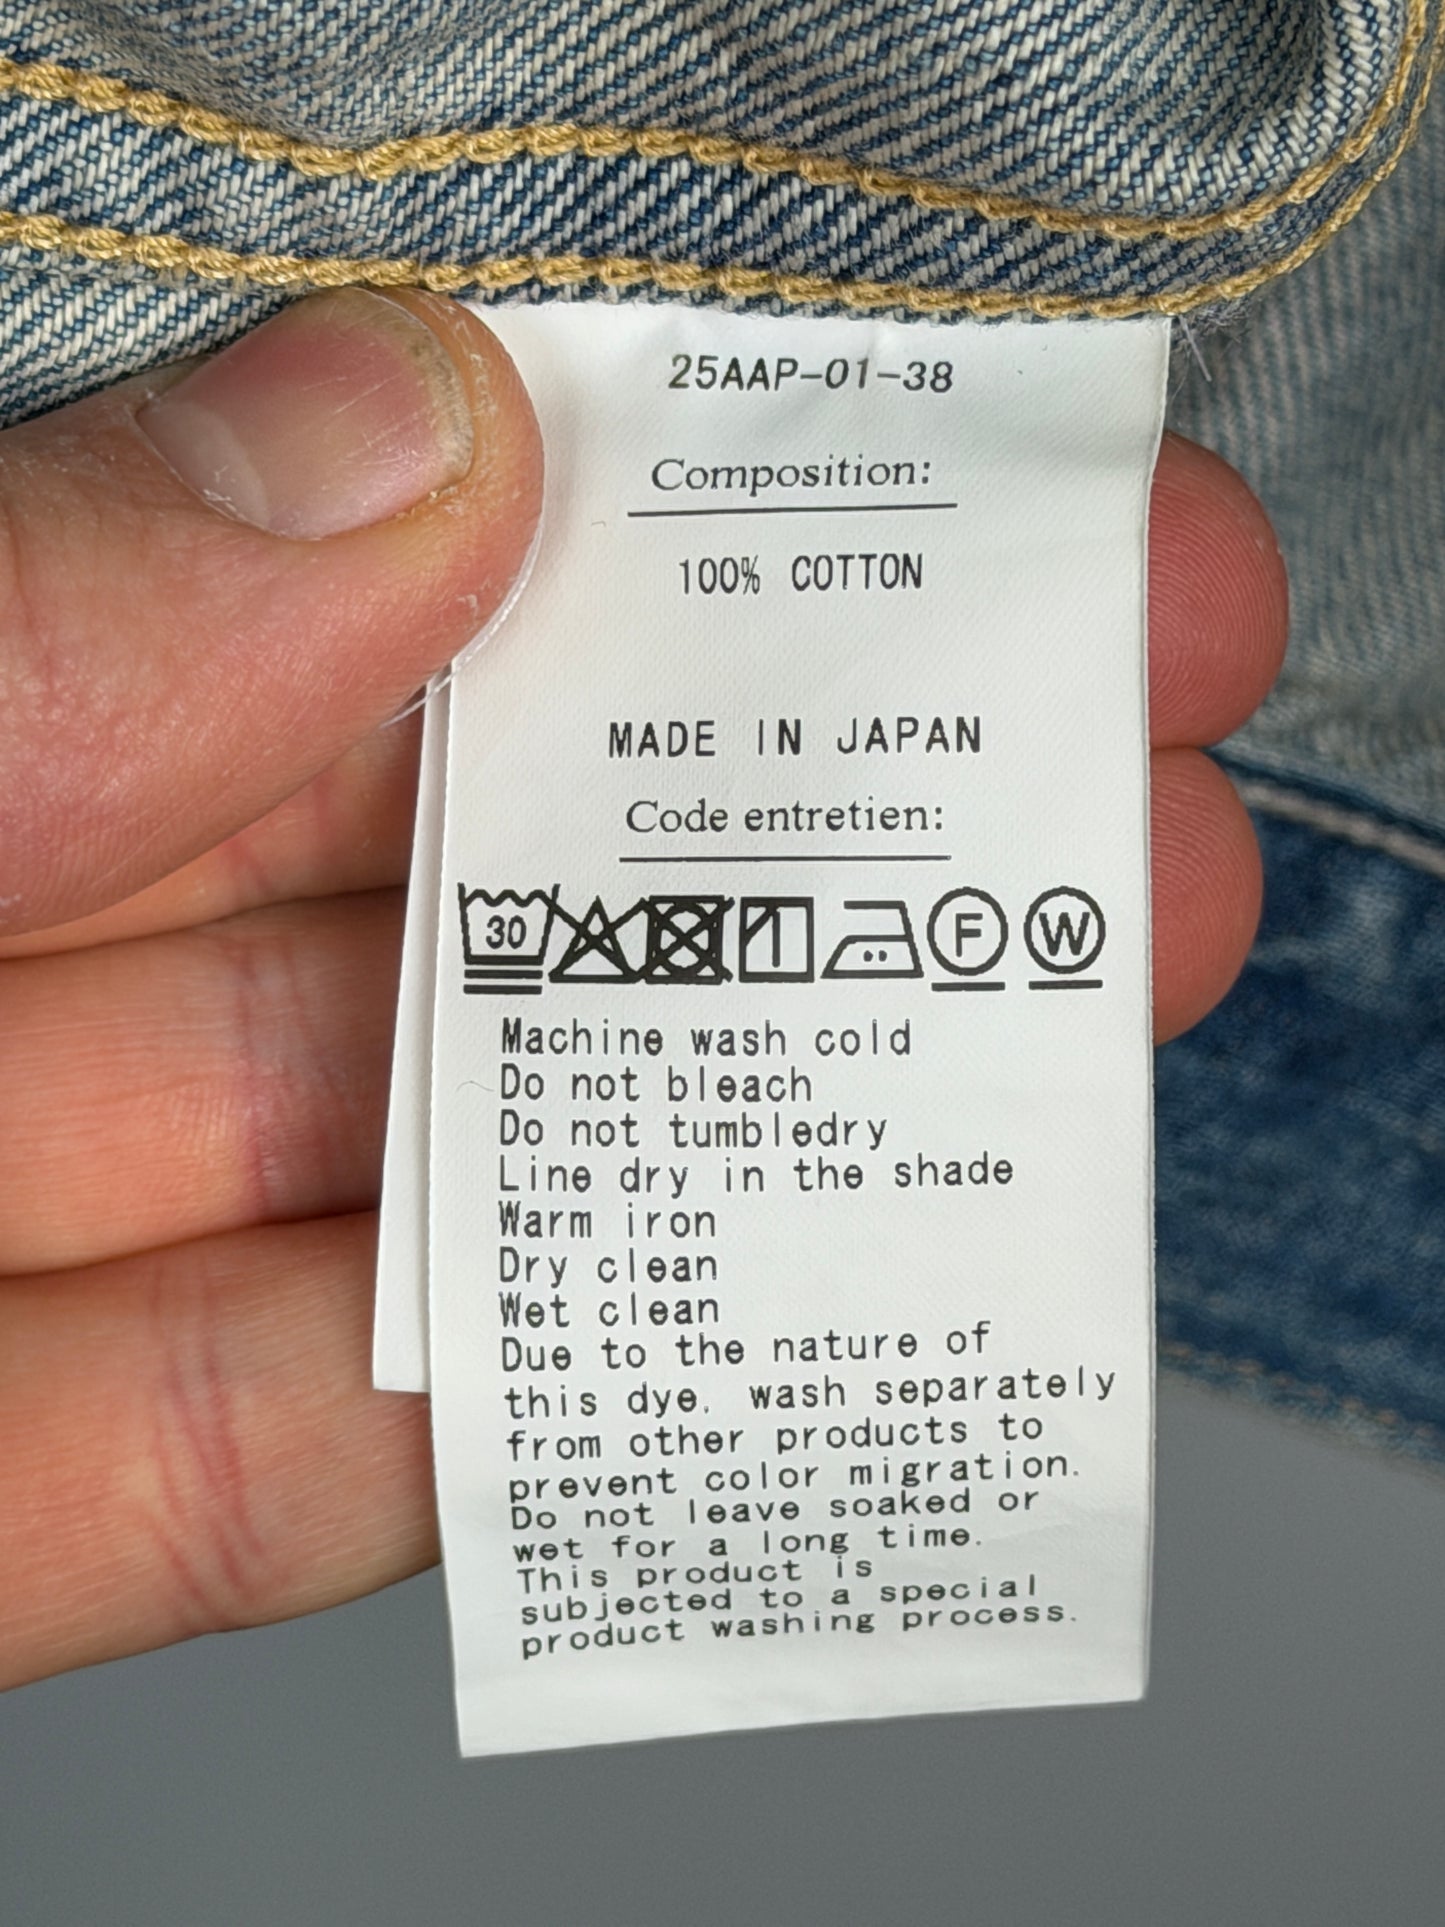 25AAP-01-38
Composition:
100% COTTON
MADE IN JAPAN
Code entretien:
30 F W
Machine wash cold
Do not bleach
Do not tumbledry
Line dry in the shade
Warm iron
Dry clean
Wet clean
Due to the nature of
this dye, wash separately
from other products to
prevent color migration.
Do not leave soaked or
wet for a long time.
This product is
subjected to a special
product washing process.